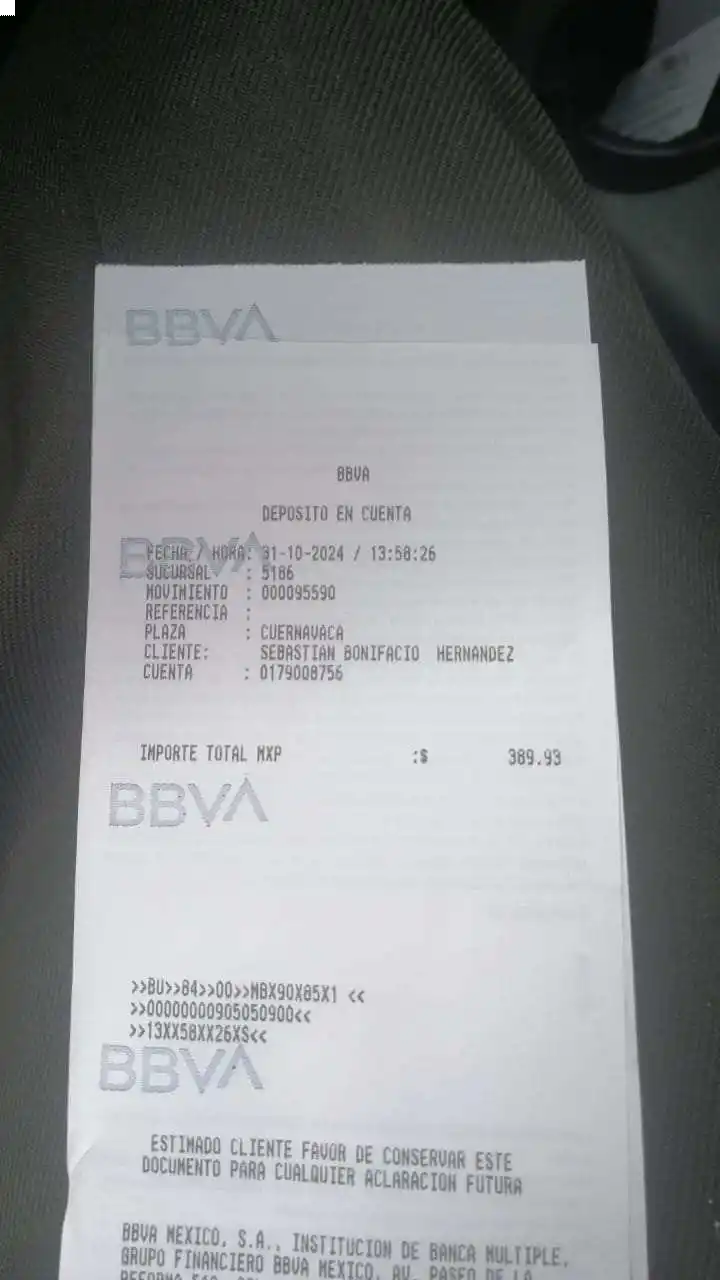 BBVA
BBVA
DEPOSITO EN CUENTA
BBVA
FECHA / HORA: 31-10-2024 / 13:58:26
SUCURSAL : 5186
MOVIMIENTO : 000095590
REFERENCIA :
PLAZA : CUERNAVACA
CLIENTE: SEBASTIAN BONIFACIO HERNANDEZ
CUENTA : 0179008756
IMPORTE TOTAL MXP :$ 389.93
BBVA
>>BU>>84>>00>>MBX90X85X1 <<
>>00000000905050900<<
>>13XX58XX26XS<<
BBVA
ESTIMADO CLIENTE FAVOR DE CONSERVAR ESTE
DOCUMENTO PARA CUALQUIER ACLARACION FUTURA
BBVA MEXICO, S.A., INSTITUCION DE BANCA MULTIPLE,
GRUPO FINANCIERO BBVA MEXICO, AV. PASEO DE LA
REFORMA